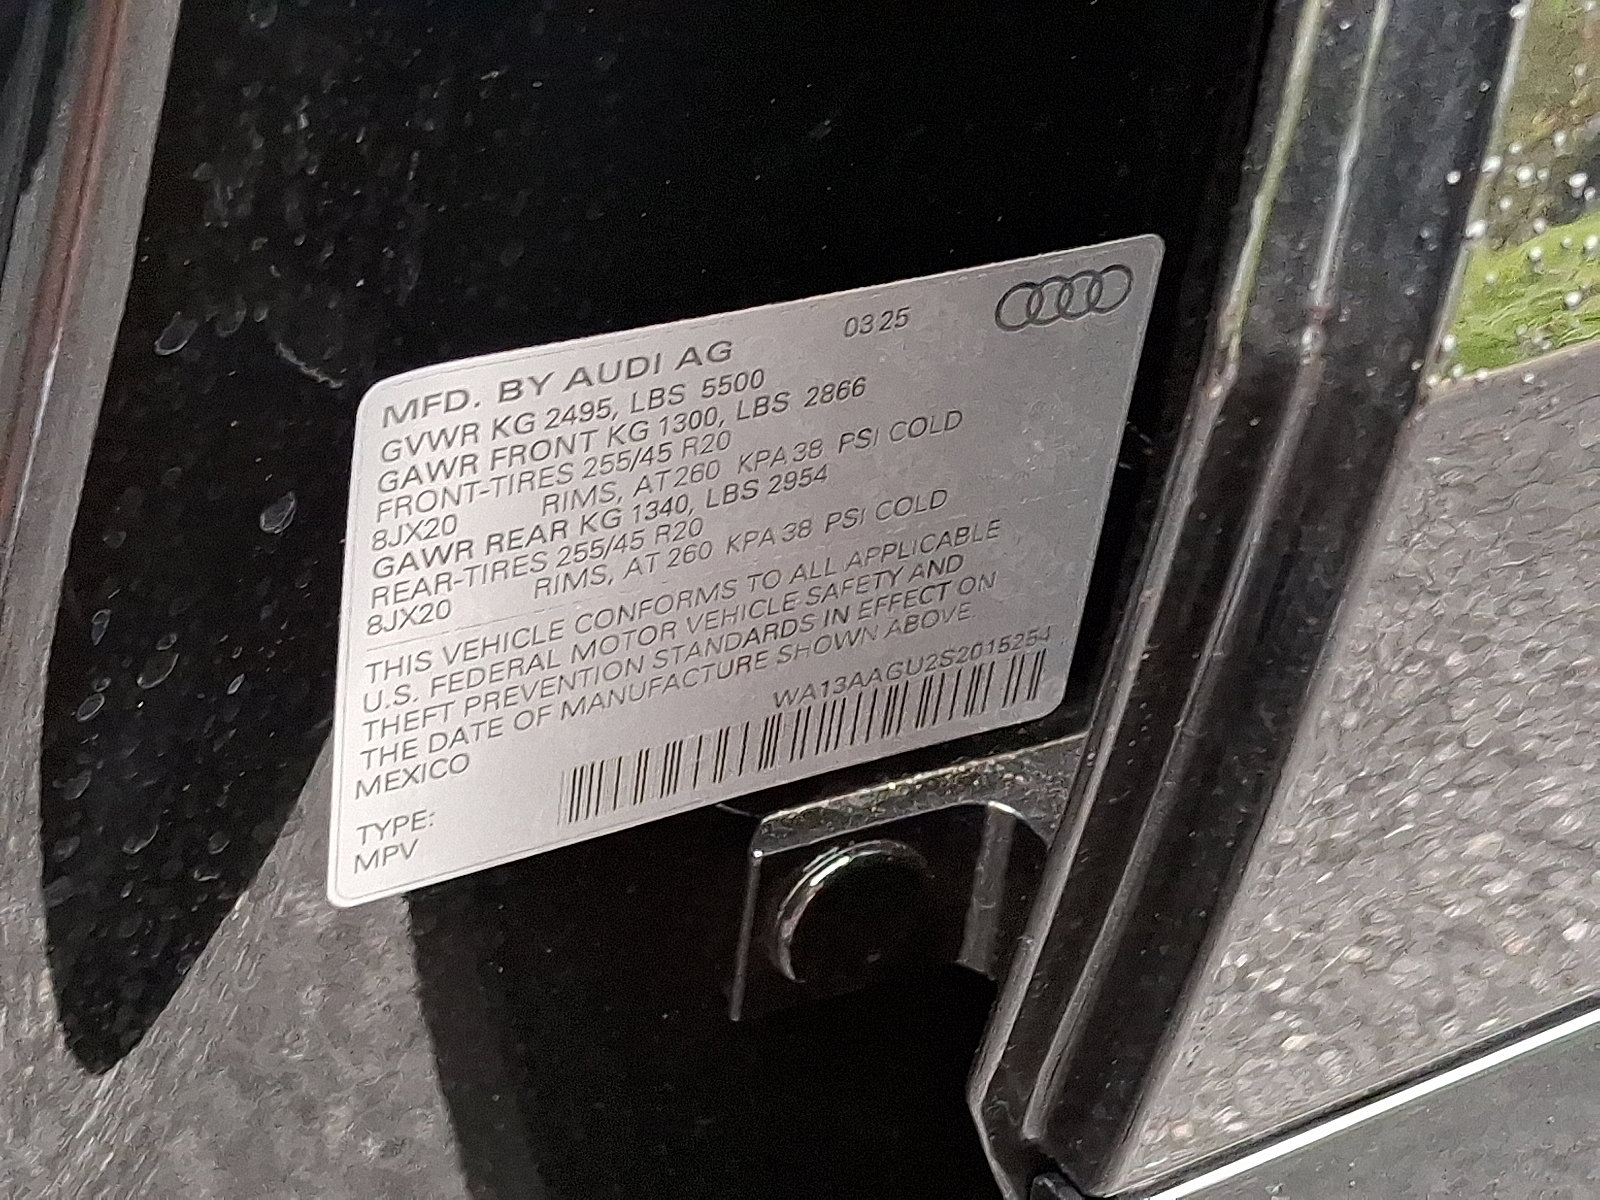 03 25
MFD. BY AUDI AG
GVWR KG 2495, LBS 5500
GAWR FRONT KG 1300, LBS 2866
FRONT-TIRES 255/45 R20
8JX20 RIMS, AT 260 KPA 38 PSI COLD
GAWR REAR KG 1340, LBS 2954
REAR-TIRES 255/45 R20
8JX20 RIMS, AT 260 KPA 38 PSI COLD
THIS VEHICLE CONFORMS TO ALL APPLICABLE
U.S. FEDERAL MOTOR VEHICLE SAFETY AND
THEFT PREVENTION STANDARDS IN EFFECT ON
THE DATE OF MANUFACTURE SHOWN ABOVE.
MEXICO
WA13AAGU2S2015254
TYPE:
MPV